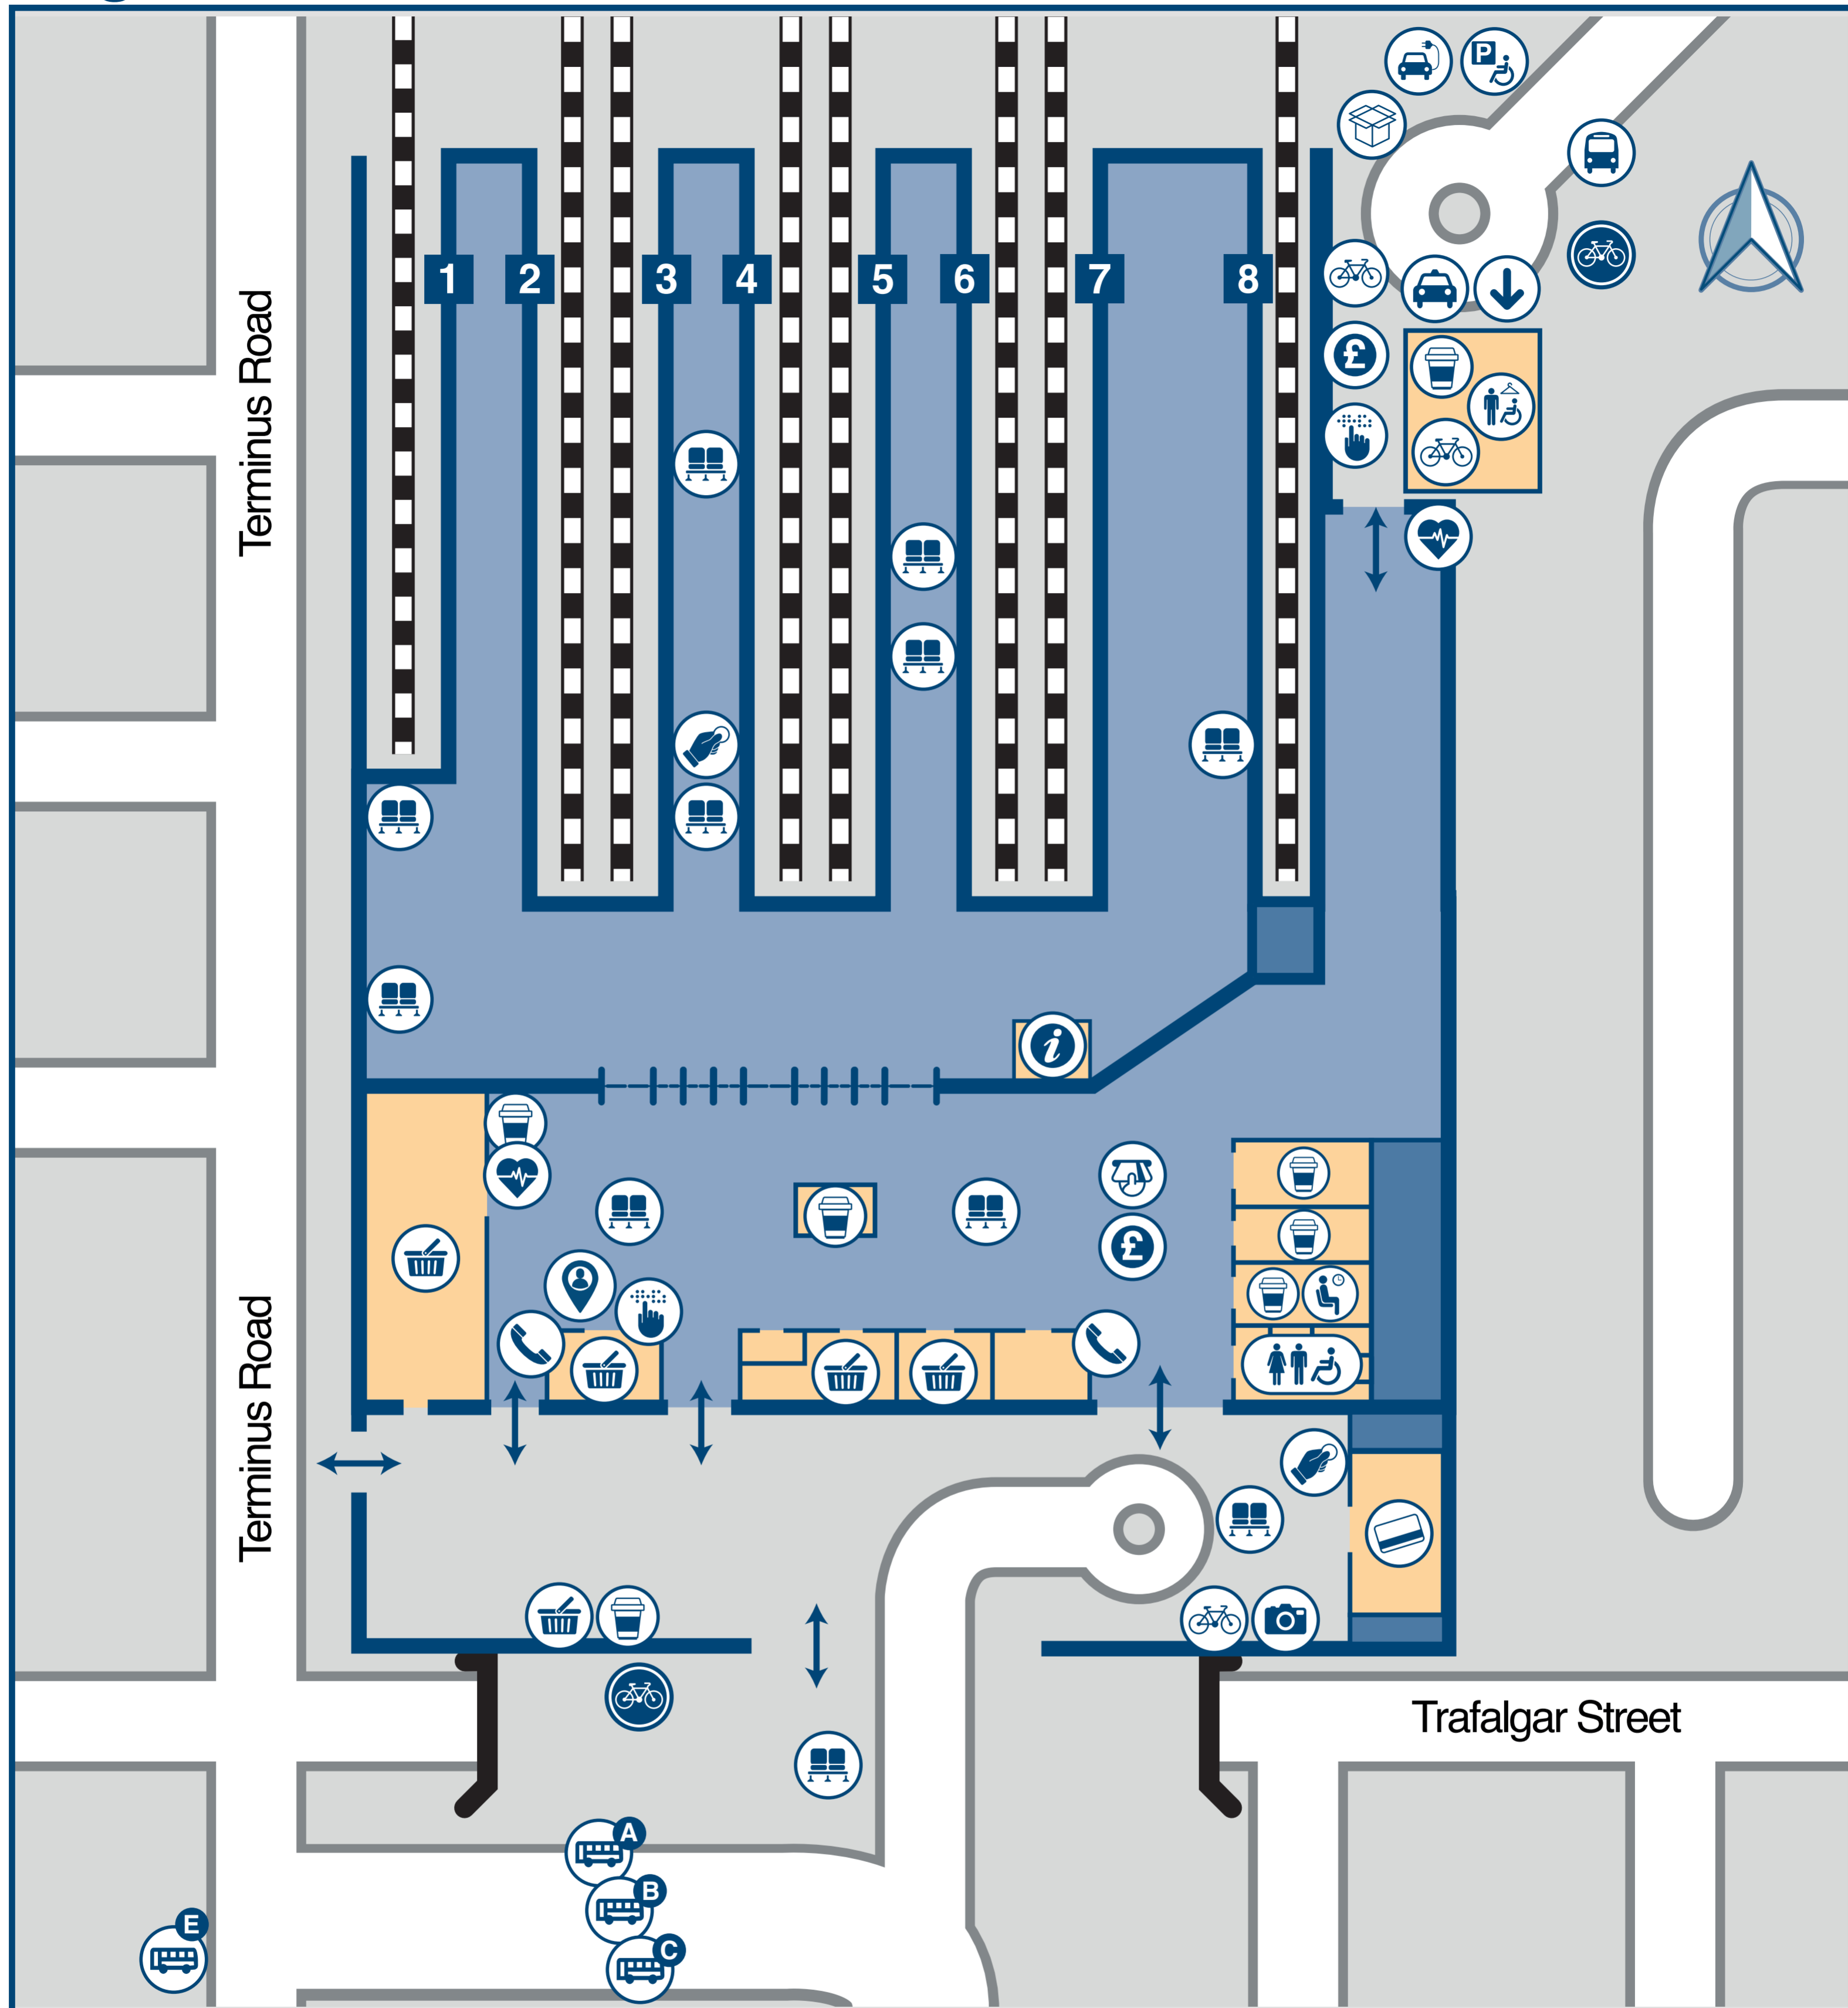 P
1 2 3 4 5 6 7 8
Terminus Road
£
i
£
Terminus Road
Trafalgar Street
A
B
E
C